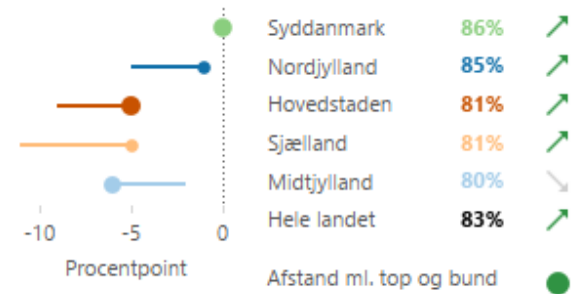 Syddanmark 86%
Nordjylland 85%
Hovedstaden 81%
Sjælland 81%
Midtjylland 80%
Hele landet 83%
-10 -5 0
Procentpoint
Afstand ml. top og bund